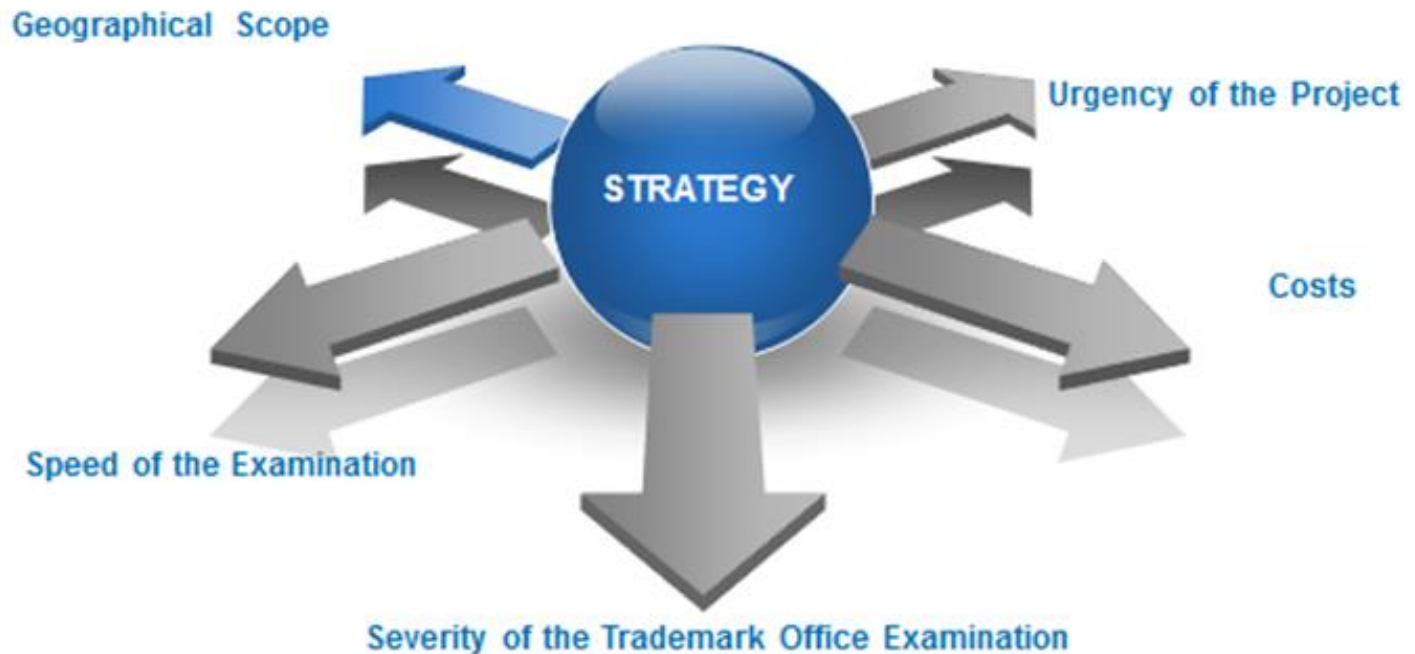 Geographical Scope
Urgency of the Project
STRATEGY
Costs
Speed of the Examination
Severity of the Trademark Office Examination